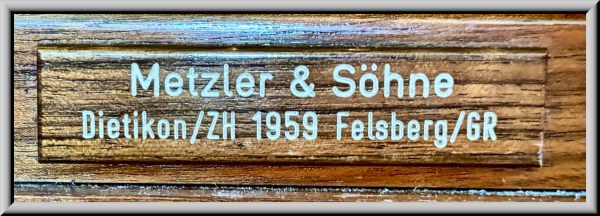 Metzler & Söhne
Dietikon/ZH 1959 Felsberg/GR